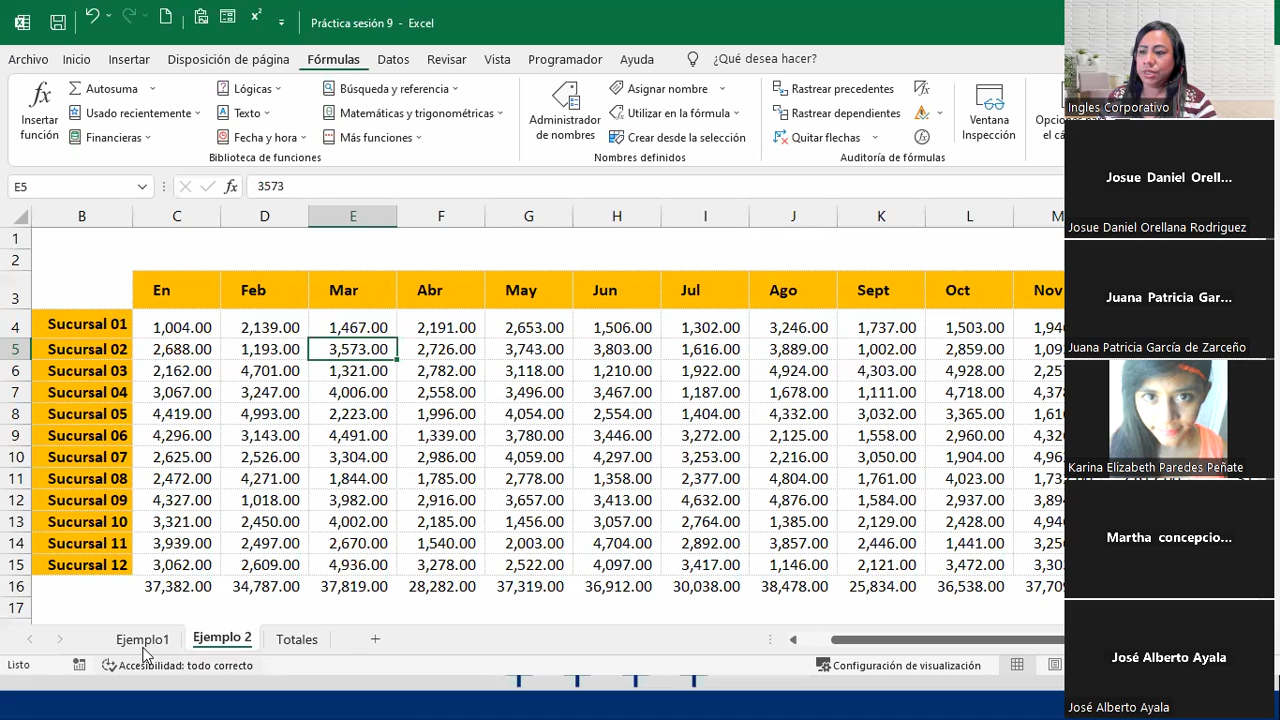 Práctica sesión 9 - Excel
Archivo Inicio Insertar Disposición de página Fórmulas Revisar Programador Ayuda ¿Qué desea hacer?
Autosuma Lógicas Búsqueda y referencia Asignar nombre Rastrear precedentes
Insertar función Usado recientemente Texto Matemáticas y trigonométricas Administrador de nombres Utilizar en la fórmula Rastrear dependientes Ventana Inspección
Financieras Fecha y hora Más funciones Crear desde la selección Quitar flechas
Biblioteca de funciones Nombres definidos Auditoría de fórmulas
E5 fx 3573
B C D E F G H I J K L M
1
2
3 En Feb Mar Abr May Jun Jul Ago Sept Oct Nov
4 Sucursal 01 1,004.00 2,139.00 1,467.00 2,191.00 2,653.00 1,506.00 1,302.00 3,246.00 1,737.00 1,503.00
5 Sucursal 02 2,688.00 1,193.00 3,573.00 2,726.00 3,743.00 3,803.00 1,616.00 1,002.00 2,859.00
6 Sucursal 03 2,162.00 4,701.00 1,321.00 2,782.00 3,118.00 1,210.00 1,922.00 4,924.00 4,303.00 4,928.00
7 Sucursal 04 3,067.00 3,247.00 4,006.00 2,558.00 3,496.00 3,467.00 1,187.00 1,678.00 1,111.00 4,718.00
8 Sucursal 05 4,419.00 4,993.00 2,223.00 1,996.00 4,054.00 2,554.00 1,404.00 4,332.00 3,032.00 3,365.00
9 Sucursal 06 4,296.00 3,143.00 4,491.00 1,339.00 3,780.00 3,446.00 3,272.00 1,558.00 2,960.00
10 Sucursal 07 2,625.00 2,526.00 3,304.00 2,986.00 4,059.00 4,297.00 3,253.00 2,216.00 3,050.00 1,904.00
11 Sucursal 08 2,472.00 4,271.00 1,844.00 1,785.00 2,778.00 1,358.00 2,377.00 4,804.00 1,761.00 4,023.00
12 Sucursal 09 4,327.00 1,018.00 3,982.00 2,916.00 3,657.00 3,413.00 4,632.00 1,584.00 2,937.00
13 Sucursal 10 3,321.00 2,450.00 4,002.00 2,185.00 1,456.00 3,057.00 2,764.00 1,385.00 2,129.00 2,428.00
14 Sucursal 11 3,939.00 2,497.00 2,670.00 1,540.00 2,003.00 4,704.00 2,892.00 2,446.00 1,441.00
15 Sucursal 12 3,062.00 2,609.00 4,936.00 3,278.00 2,522.00 4,097.00 3,417.00 1,146.00 2,121.00 3,472.00
16 37,382.00 34,787.00 37,819.00 28,282.00 37,319.00 36,912.00 30,038.00 38,478.00 25,834.00 36,538.00
17
Ejemplo1 Ejemplo 2 Totales
Listo Accesibilidad: todo correcto Configuración de visualización
Ingles Corporativo
Josue Daniel Orell...
Josue Daniel Orellana Rodriguez
Juana Patricia Gar...
Juana Patricia García de Zarceño
Karina Elizabeth Paredes Peñate
Martha concepcio...
José Alberto Ayala
José Alberto Ayala